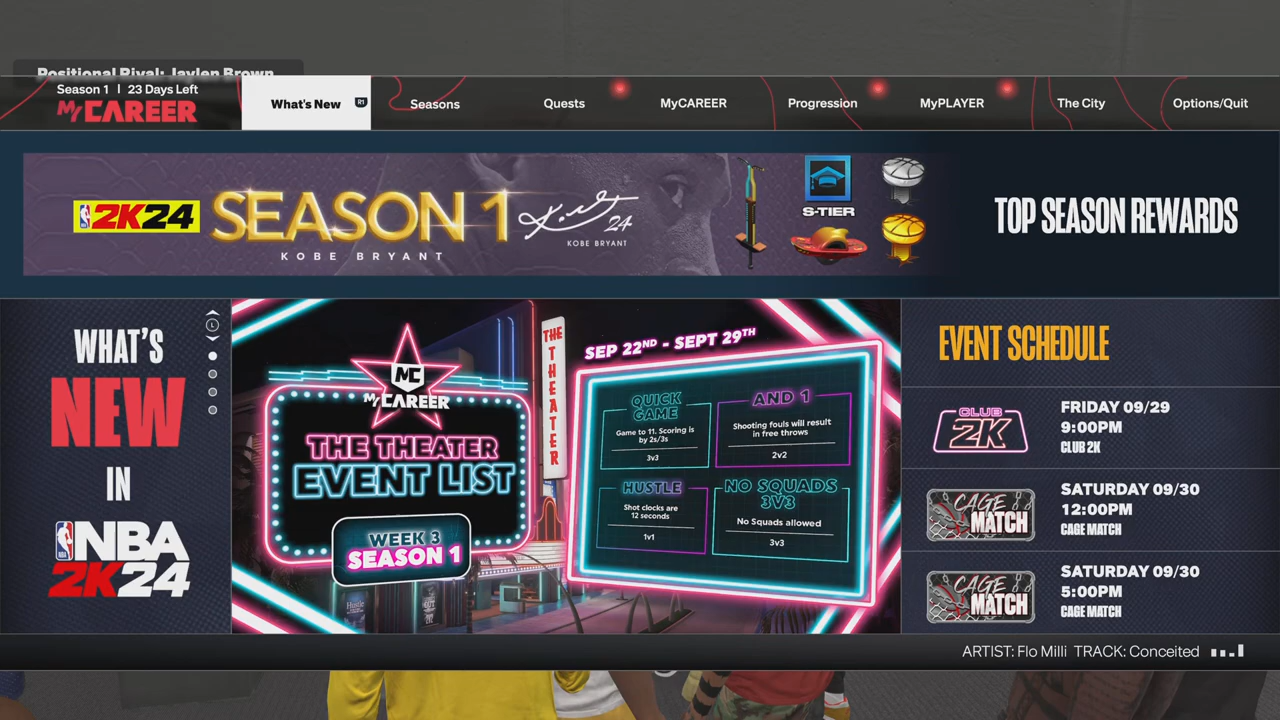 Positional Rival: Jaylen Brown
Season 1 | 23 Days Left
MyCAREER
What's New
R1
Seasons
Quests
MyCAREER
Progression
MyPLAYER
The City
Options/Quit
2K24
SEASON 1
KOBE BRYANT
24
KOBE BRYANT
S-TIER
TOP SEASON REWARDS
WHAT'S
NEW
IN
NBA
2K24
L
MC
MyCAREER
THE THEATER
EVENT LIST
WEEK 3
SEASON 1
THE THEATER
SEP 22ND - SEPT 29TH
QUICK
GAME
Game to 11. Scoring is
by 2s/3s
3v3
AND 1
Shooting fouls will result
in free throws
2v2
HUSTLE
Shot clocks are
12 seconds
1v1
NO SQUADS
3V3
No Squads allowed
3v3
EVENT SCHEDULE
CLUB
2K
FRIDAY 09/29
9:00PM
CLUB 2K
CAGE
MATCH
SATURDAY 09/30
12:00PM
CAGE MATCH
CAGE
MATCH
SATURDAY 09/30
5:00PM
CAGE MATCH
ARTIST: Flo Milli TRACK: Conceited